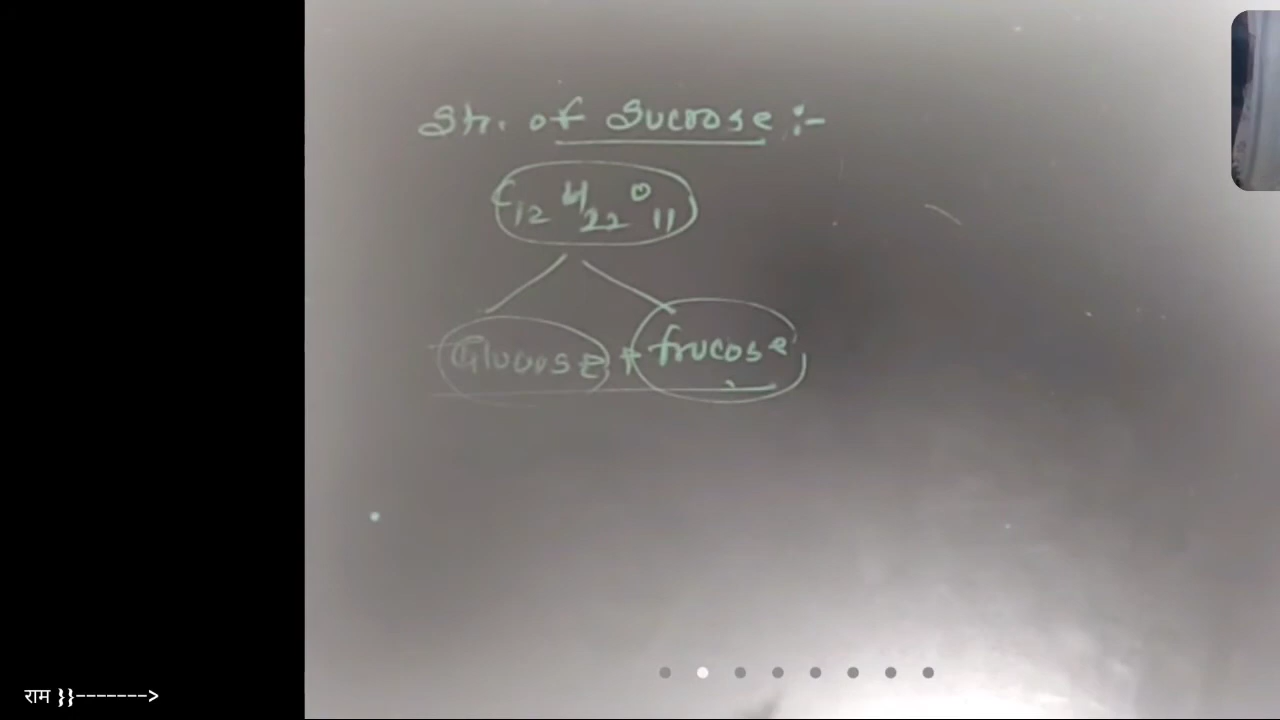 Str. of Sucrose :-
C12 H22 O11
Glucose + frucose
राम }}------->